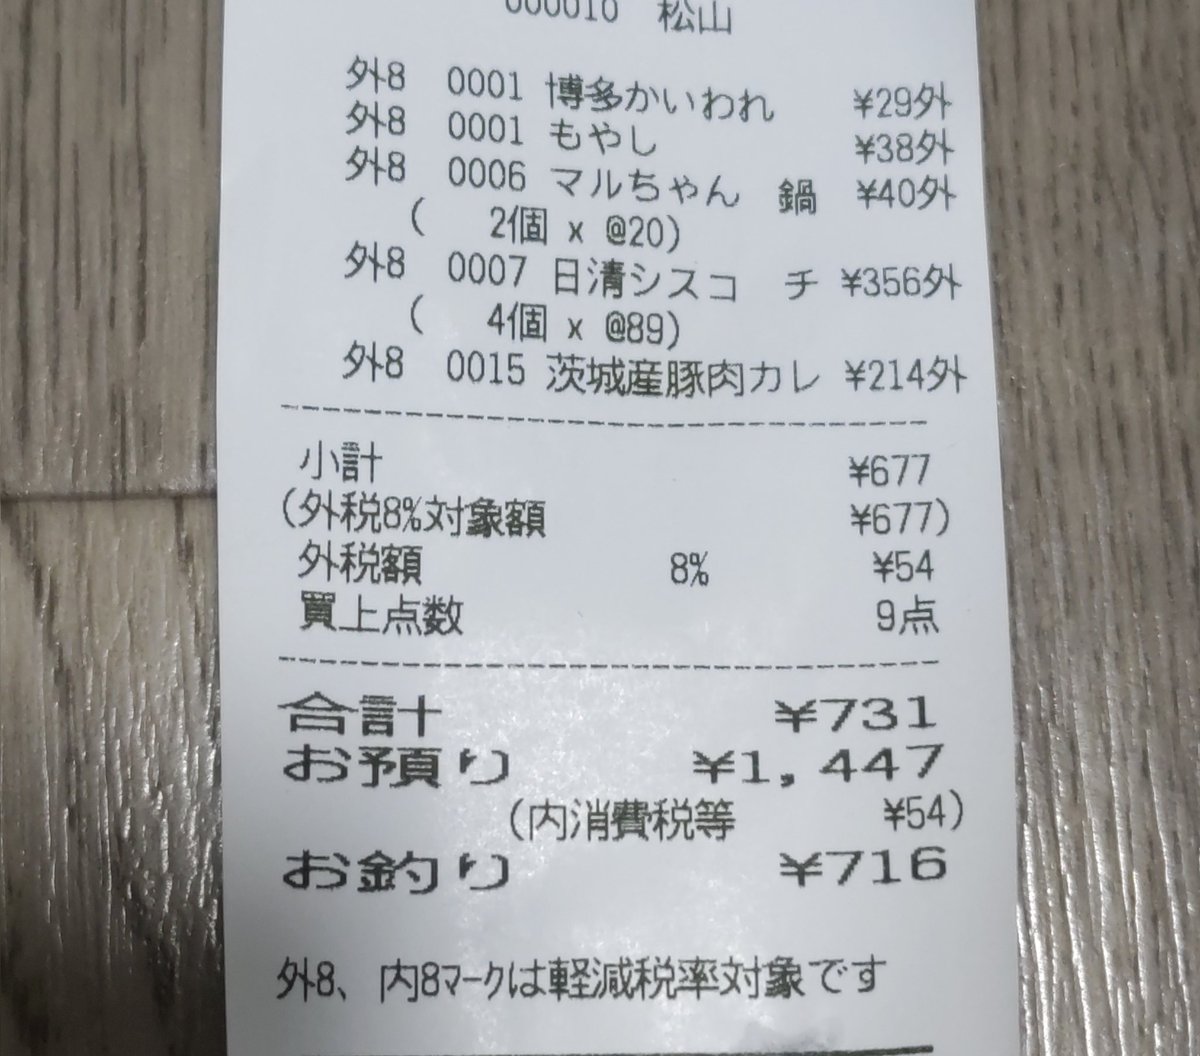 000010 松山
外8 0001 博多かいわれ ¥29外
外8 0001 もやし ¥38外
外8 0006 マルちゃん 鍋 ¥40外
( 2個 x @20)
外8 0007 日清シスコ チ ¥356外
( 4個 x @89)
外8 0015 茨城産豚肉カレ ¥214外
小計 ¥677
(外税8%対象額 ¥677)
外税額 8% ¥54
買上点数 9点
合計 ¥731
お預り ¥1,447
(内消費税等 ¥54)
お釣り ¥716
外8、内8マークは軽減税率対象です